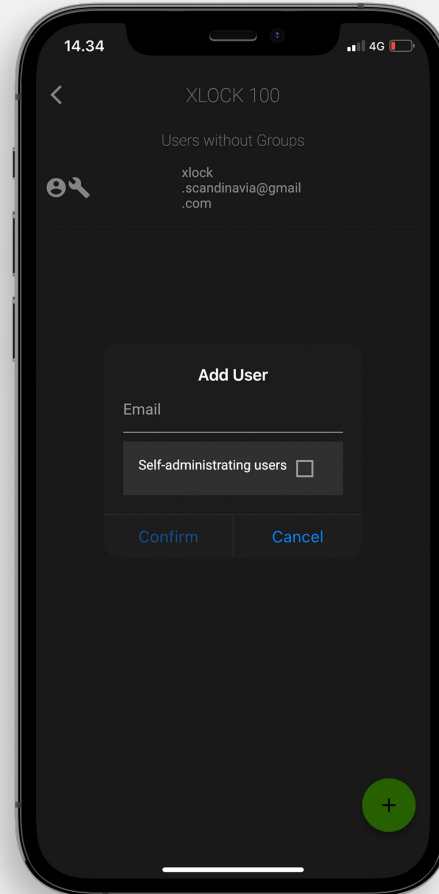 14.34
4G
XLOCK 100
Users without Groups
xlock
.scandinavia@gmail
.com
Add User
Email
Self-administrating users
Confirm
Cancel
+